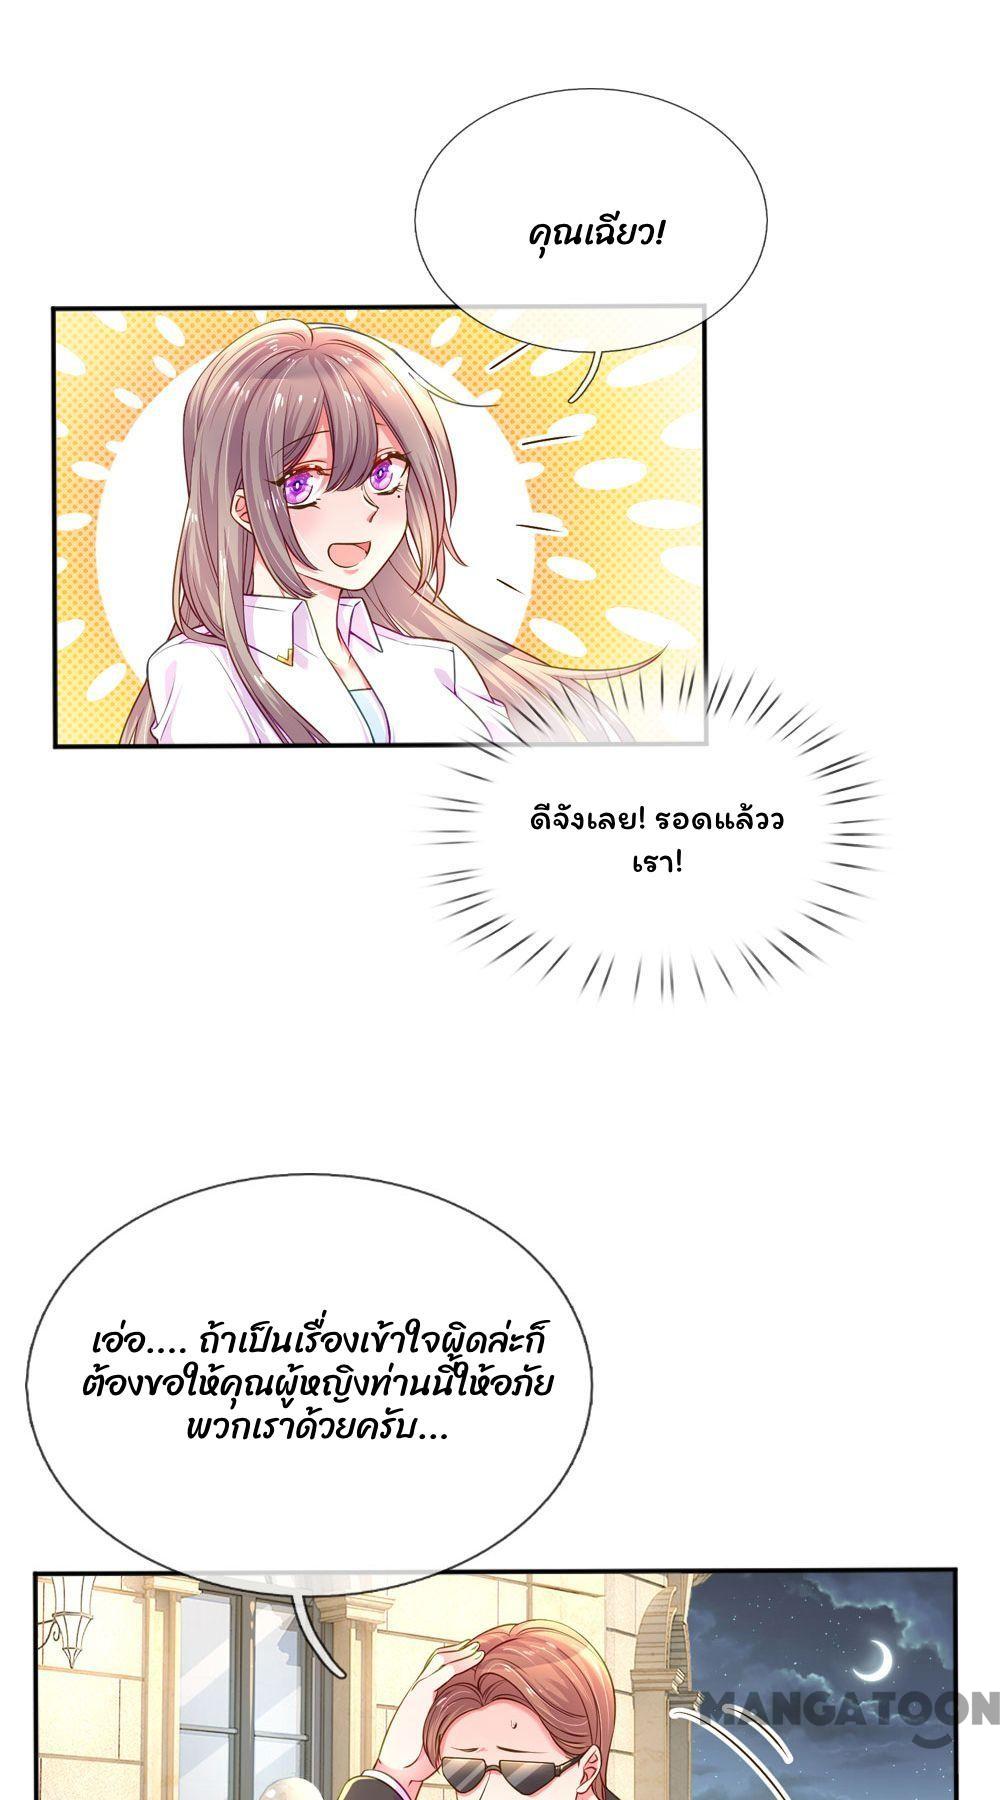 คุณเฉียว!
ดีจังเลย! รอดแล้วว
เรา!
เอ่อ.... ถ้าเป็นเรื่องเข้าใจผิดล่ะก็
ต้องขอให้คุณผู้หญิงท่านนี้ให้อภัย
พวกเราด้วยครับ...
MANGATOON